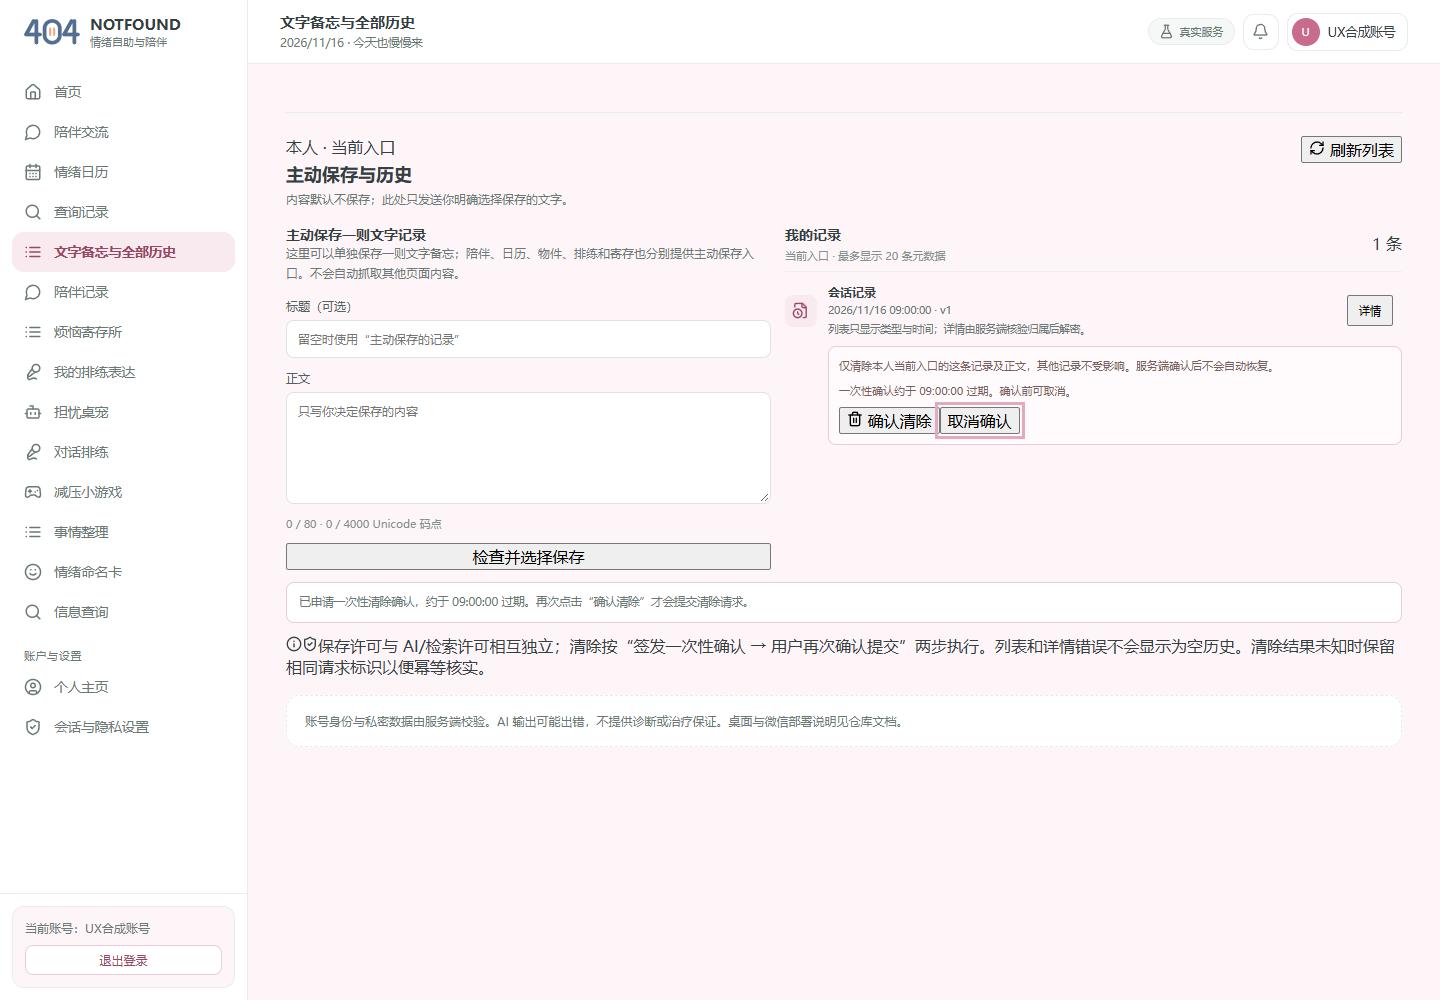 404 NOTFOUND
情绪自助与陪伴
首页
陪伴交流
情绪日历
查询记录
文字备忘与全部历史
陪伴记录
烦恼寄存所
我的排练表达
担忧桌宠
对话排练
减压小游戏
事情整理
情绪命名卡
信息查询
账户与设置
个人主页
会话与隐私设置
当前账号：UX合成账号
退出登录
文字备忘与全部历史
2026/11/16 · 今天也慢慢来
真实服务
U
UX合成账号
本人 · 当前入口
主动保存与历史
内容默认不保存；此处只发送你明确选择保存的文字。
刷新列表
主动保存一则文字记录
这里可以单独保存一则文字备忘；陪伴、日历、物件、排练和寄存也分别提供主动保存入
口。不会自动抓取其他页面内容。
标题（可选）
留空时使用“主动保存的记录”
正文
只写你决定保存的内容
0 / 80 · 0 / 4000 Unicode 码点
检查并选择保存
我的记录
当前入口 · 最多显示 20 条元数据
1 条
会话记录
2026/11/16 09:00:00 · v1
列表只显示类型与时间；详情由服务端核验归属后解密。
详情
仅清除本人当前入口的这条记录及正文，其他记录不受影响。服务端确认后不会自动恢复。
一次性确认约于 09:00:00 过期。确认前可取消。
确认清除
取消确认
已申请一次性清除确认，约于 09:00:00 过期。再次点击“确认清除”才会提交清除请求。
保存许可与 AI/检索许可相互独立；清除按“签发一次性确认 → 用户再次确认提交”两步执行。列表和详情错误不会显示为空历史。清除结果未知时保留
相同请求标识以便幂等核实。
账号身份与私密数据由服务端校验。AI 输出可能出错，不提供诊断或治疗保证。桌面与微信部署说明见仓库文档。